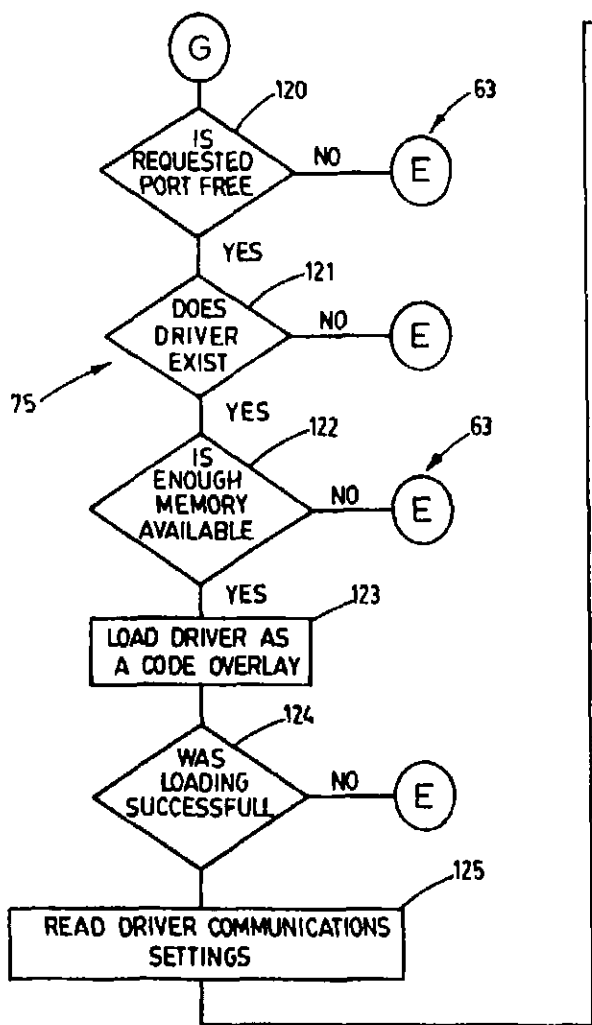 G
120
63
IS
REQUESTED
PORT FREE
NO
E
YES
121
DOES
DRIVER
EXIST
NO
E
75
YES
122
63
IS
ENOUGH
MEMORY
AVAILABLE
NO
E
YES
123
LOAD DRIVER AS
A CODE OVERLAY
124
WAS
LOADING
SUCCESSFULL
NO
E
125
READ DRIVER COMMUNICATIONS
SETTINGS